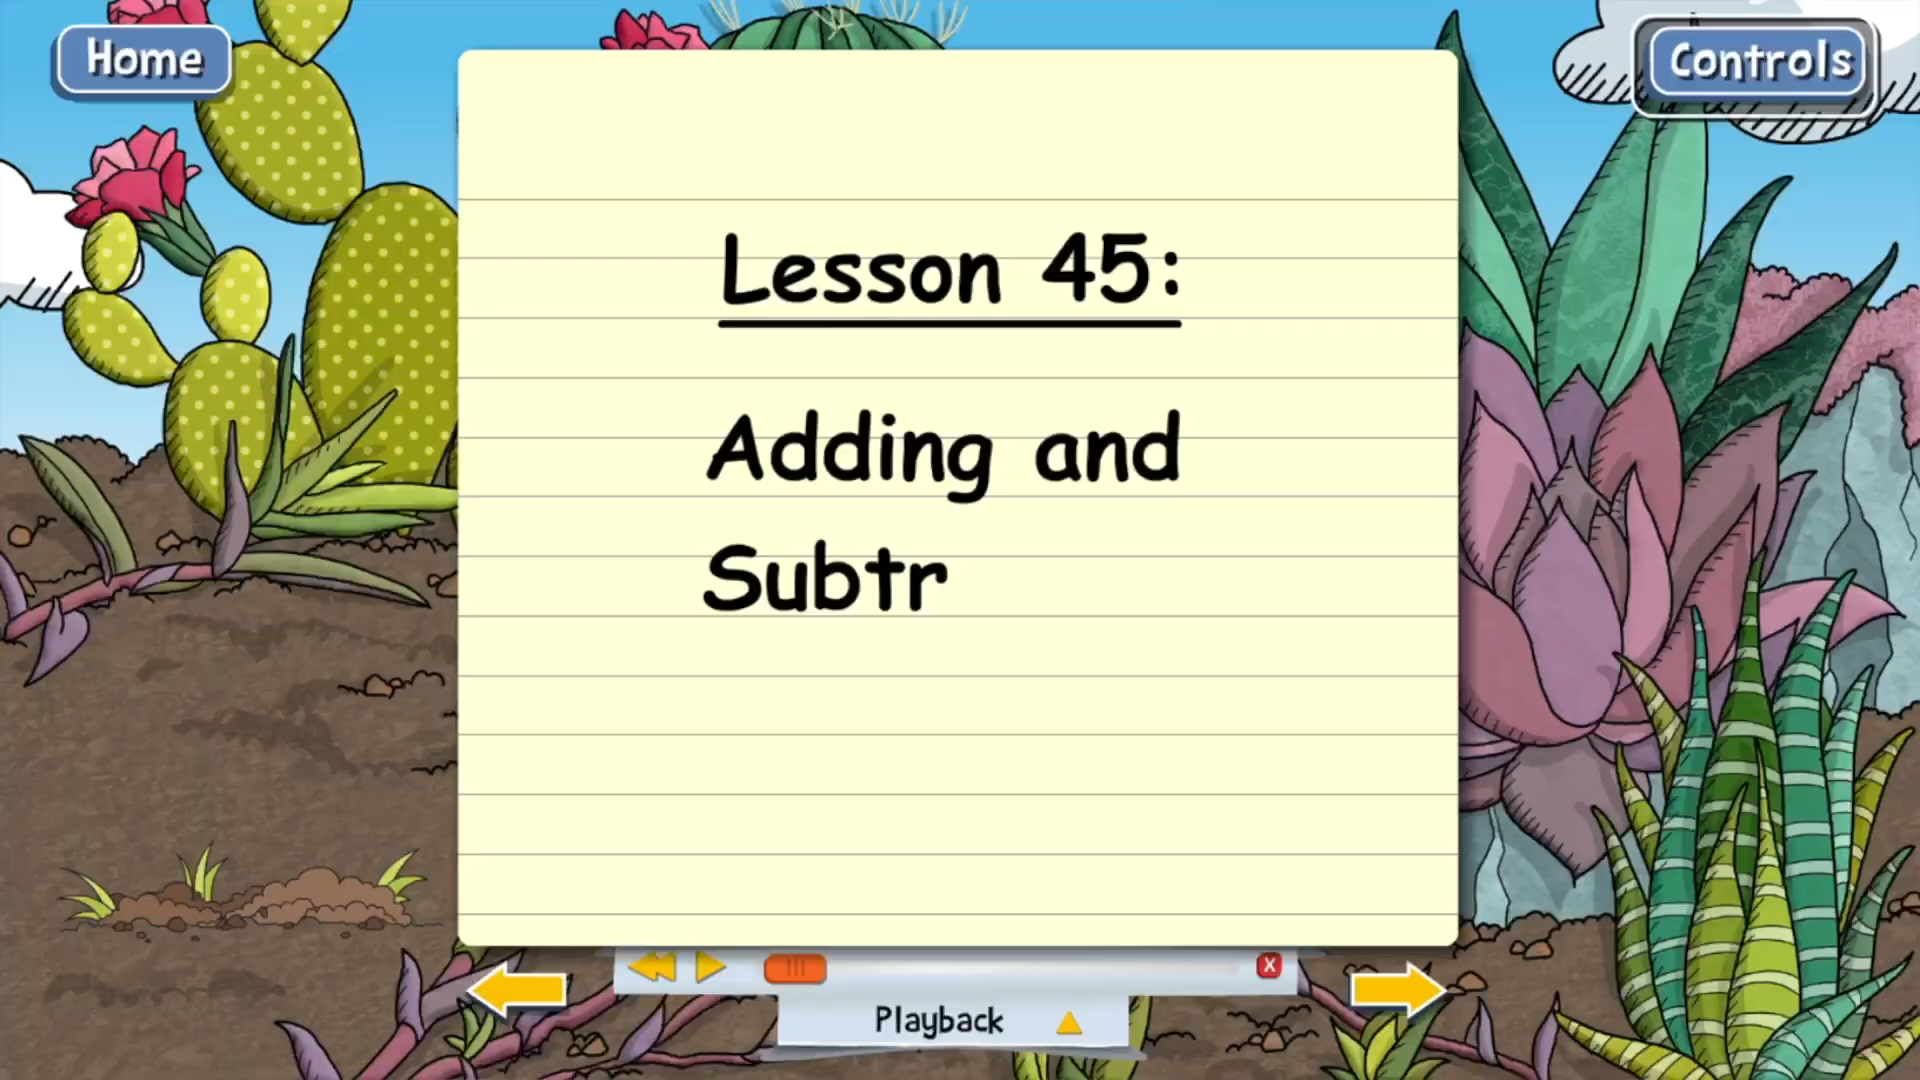 Home
Controls
Lesson 45:
Adding and
Subtr
X
Playback